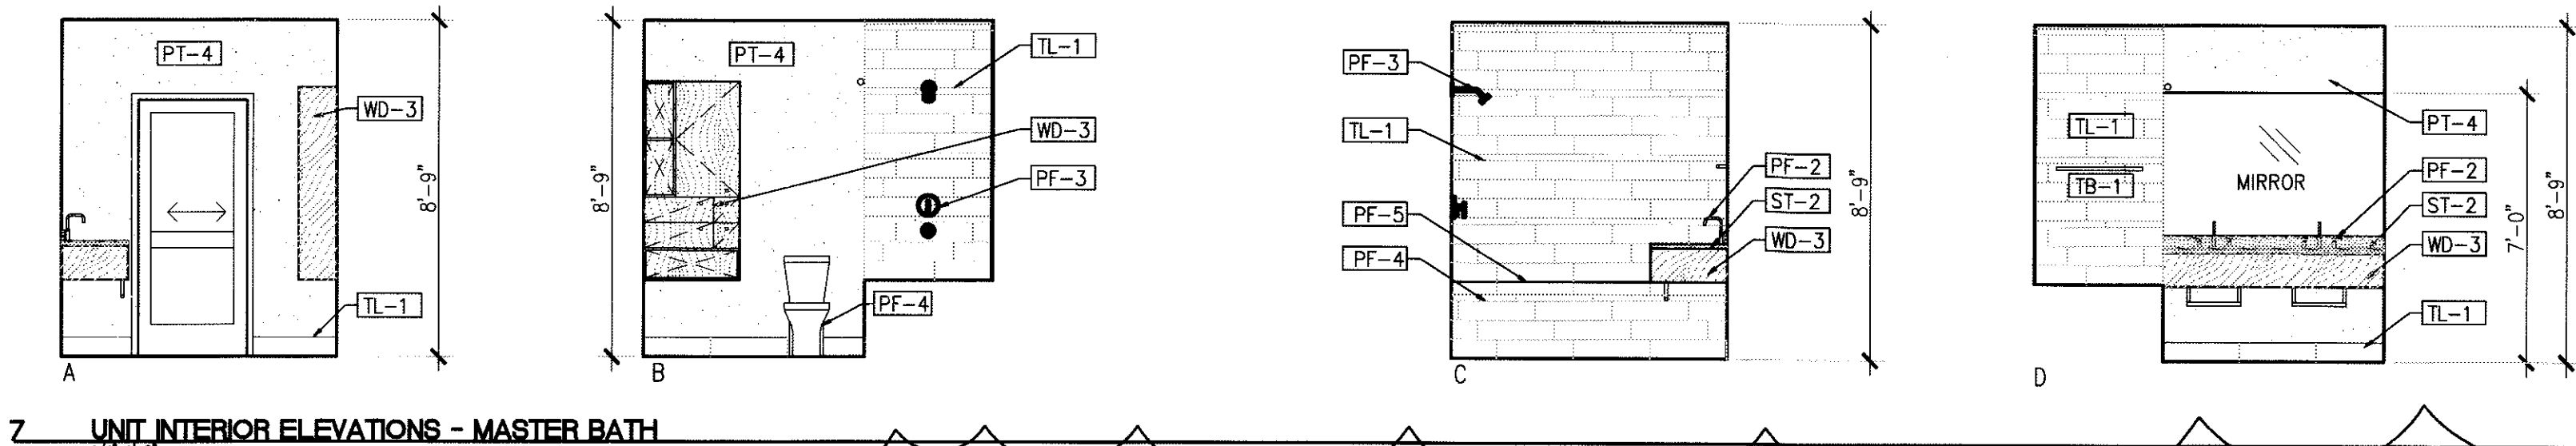 PT-4
WD-3
TL-1
8'-9"
A
8'-9"
PT-4
TL-1
WD-3
PF-3
PF-4
B
PF-3
TL-1
PF-5
PF-4
PF-2
ST-2
WD-3
8'-9"
C
TL-1
TB-1
MIRROR
PT-4
PF-2
ST-2
WD-3
TL-1
7'-0"
8'-9"
D
7 UNIT INTERIOR ELEVATIONS - MASTER BATH